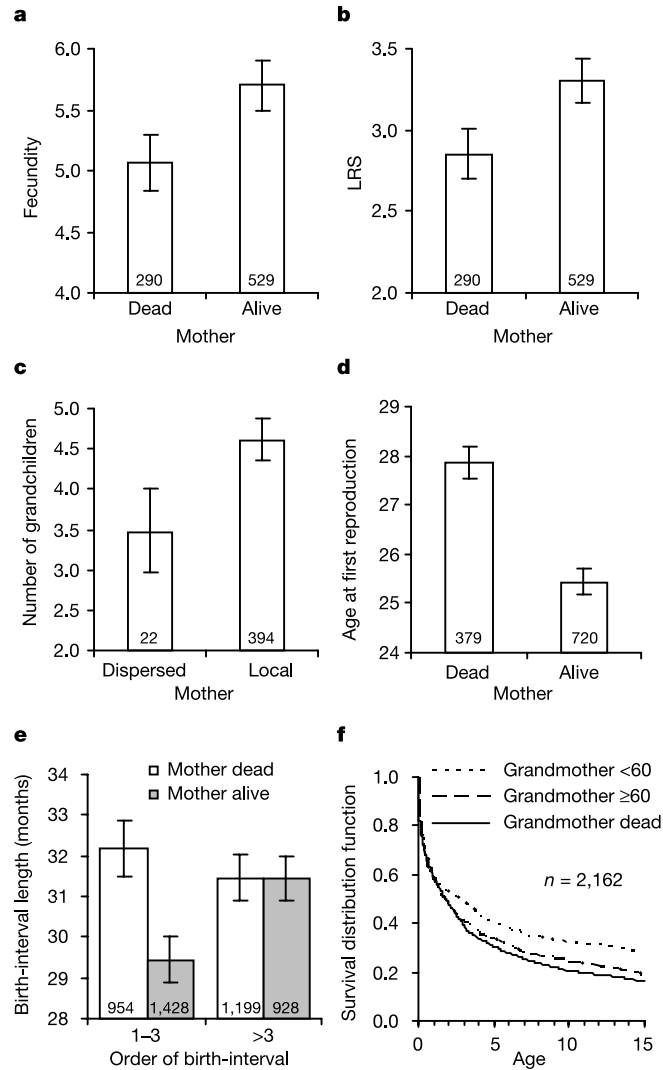 a
6.0
5.5
5.0
4.5
4.0
Fecundity
290
529
Dead
Alive
Mother
b
3.5
3.0
2.5
2.0
LRS
290
529
Dead
Alive
Mother
c
5.0
4.5
4.0
3.5
3.0
2.5
2.0
Number of grandchildren
22
394
Dispersed
Local
Mother
d
29
28
27
26
25
24
Age at first reproduction
379
720
Dead
Alive
Mother
e
Mother dead
Mother alive
34
33
32
31
30
29
28
Birth-interval length (months)
954
1,428
1,199
928
1–3
>3
Order of birth-interval
f
Grandmother <60
Grandmother ≥60
Grandmother dead
n = 2,162
1.0
0.8
0.6
0.4
0.2
0.0
Survival distribution function
0
5
10
15
Age